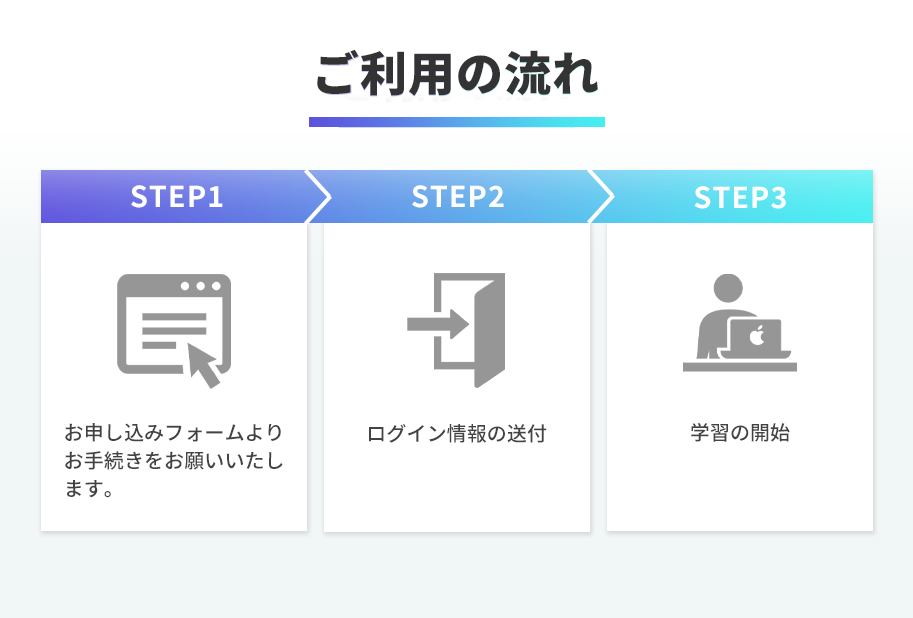 ご利用の流れ
STEP1
STEP2
STEP3
お申し込みフォームより
お手続きをお願いいたし
ます。
ログイン情報の送付
学習の開始